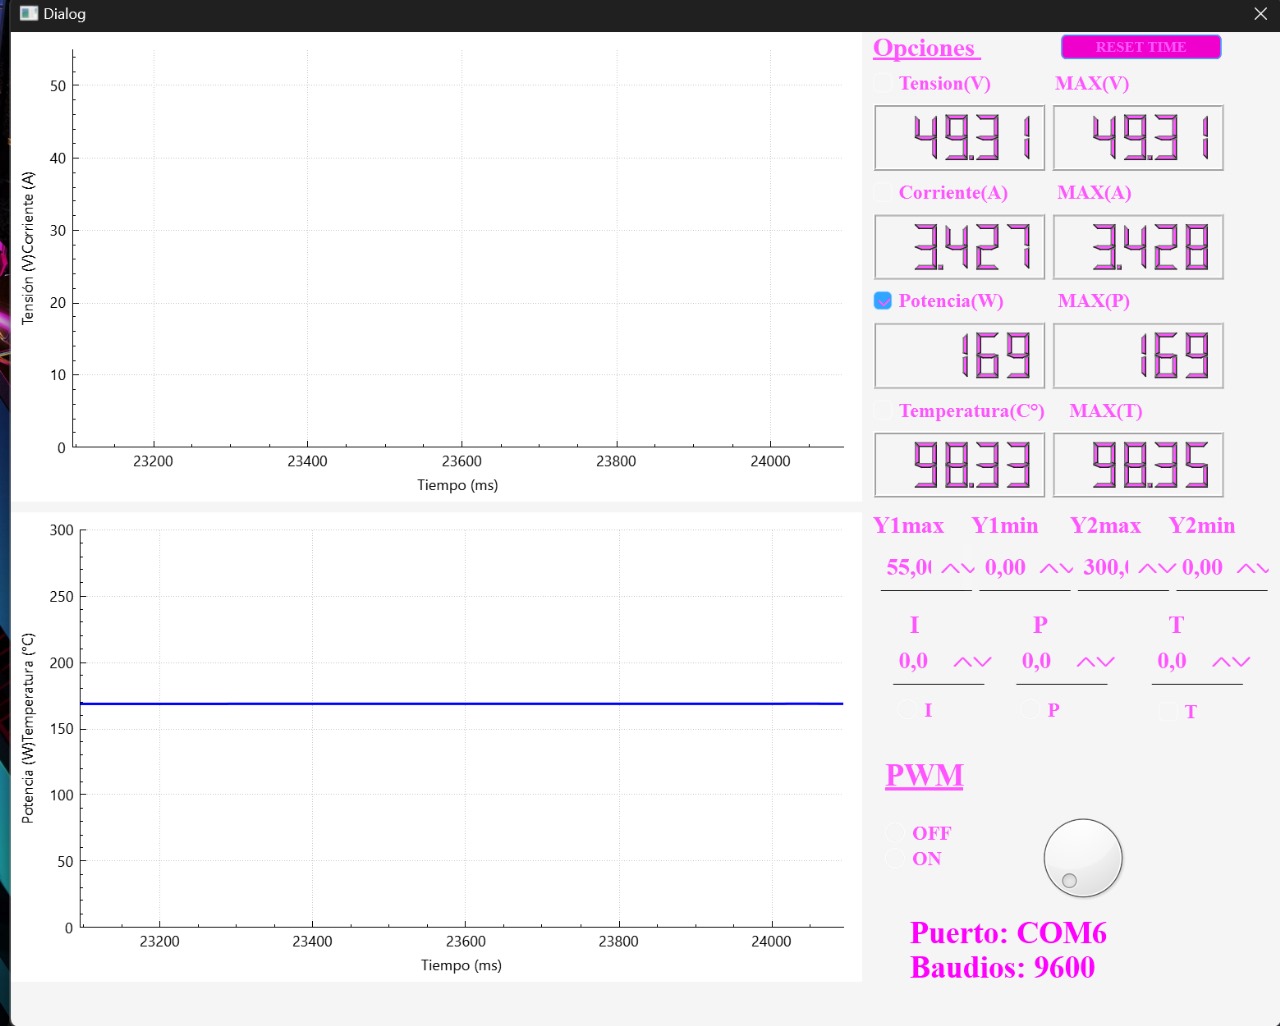 Dialog
Opciones
RESET TIME
Tension(V) MAX(V)
49.31 49.31
Corriente(A) MAX(A)
3.427 3.428
Potencia(W) MAX(P)
169 169
Temperatura(C°) MAX(T)
98.33 98.35
Y1max Y1min Y2max Y2min
55,0 0,00 300, 0,00
I P T
0,0 0,0 0,0
I P T
PWM
OFF
ON
Puerto: COM6
Baudios: 9600
Tensión (V)Corriente (A)
50
40
30
20
10
0
23200 23400 23600 23800 24000
Tiempo (ms)
Potencia (W)Temperatura (°C)
300
250
200
150
100
50
0
23200 23400 23600 23800 24000
Tiempo (ms)